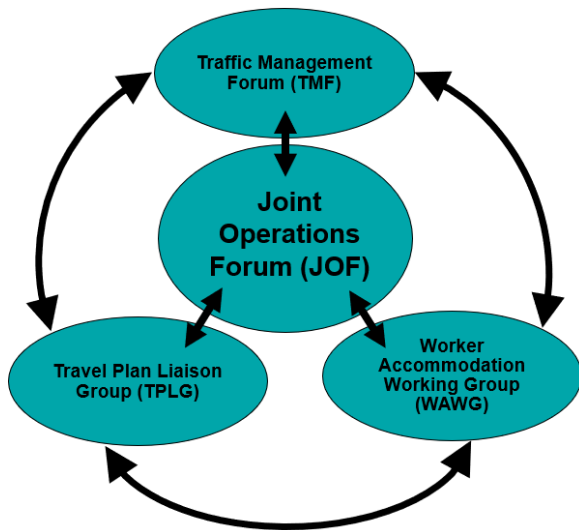 Traffic Management
Forum (TMF)
Joint
Operations
Forum (JOF)
Travel Plan Liaison
Group (TPLG)
Worker
Accommodation
Working Group
(WAWG)